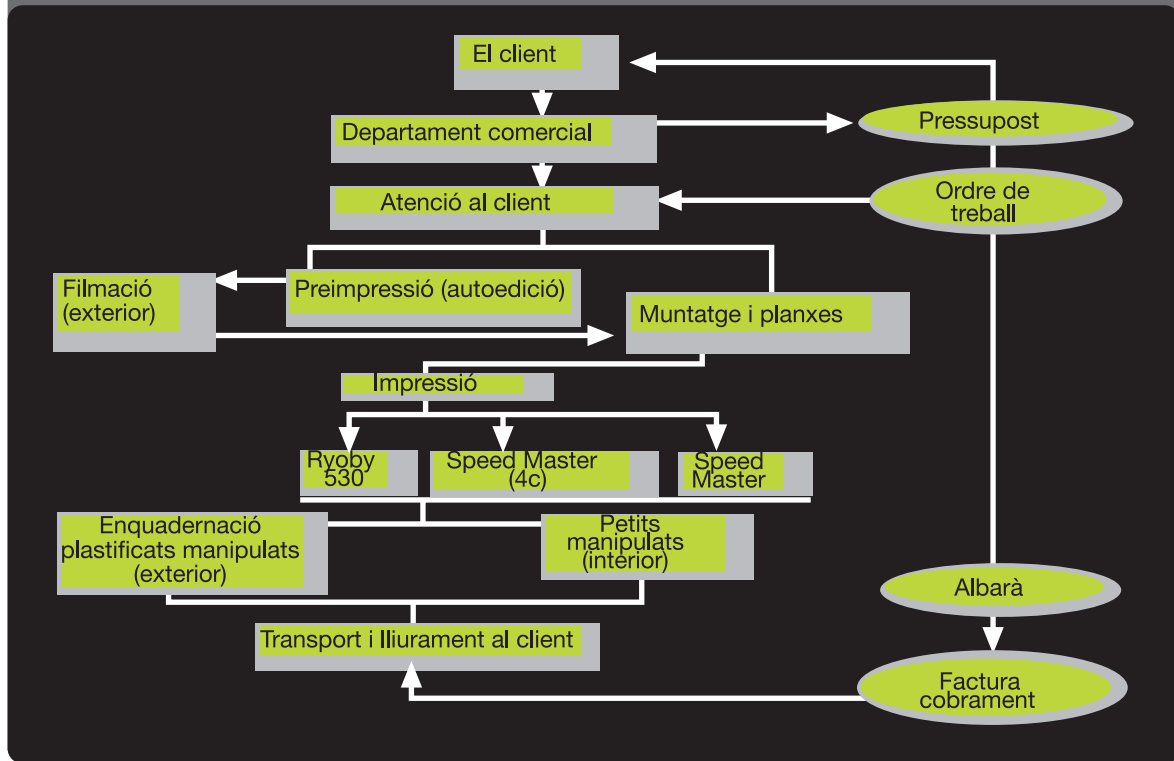 El client
Departament comercial
Pressupost
Atenció al client
Ordre de
treball
Filmació
(exterior)
Preimpressió (autoedició)
Muntatge i planxes
Impressió
Ryoby
530
Speed Master
(4c)
Speed
Master
Enquadernació
plastificats manipulats
(exterior)
Petits
manipulats
(intèrior)
Albarà
Transport i lliurament al client
Factura
cobrament